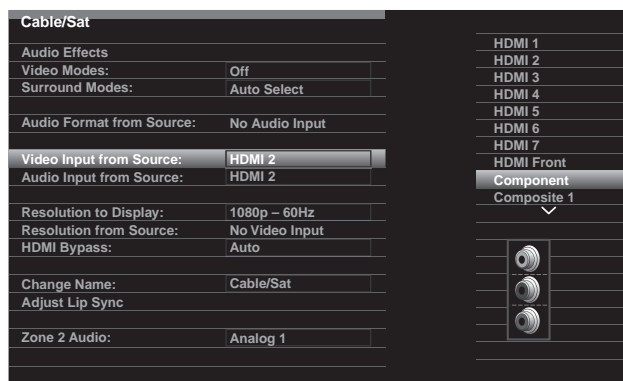 Cable/Sat
Audio Effects
Video Modes: Off
Surround Modes: Auto Select
Audio Format from Source: No Audio Input
Video Input from Source: HDMI 2
Audio Input from Source: HDMI 2
Resolution to Display: 1080p – 60Hz
Resolution from Source: No Video Input
HDMI Bypass: Auto
Change Name: Cable/Sat
Adjust Lip Sync
Zone 2 Audio: Analog 1
HDMI 1
HDMI 2
HDMI 3
HDMI 4
HDMI 5
HDMI 6
HDMI 7
HDMI Front
Component
Composite 1